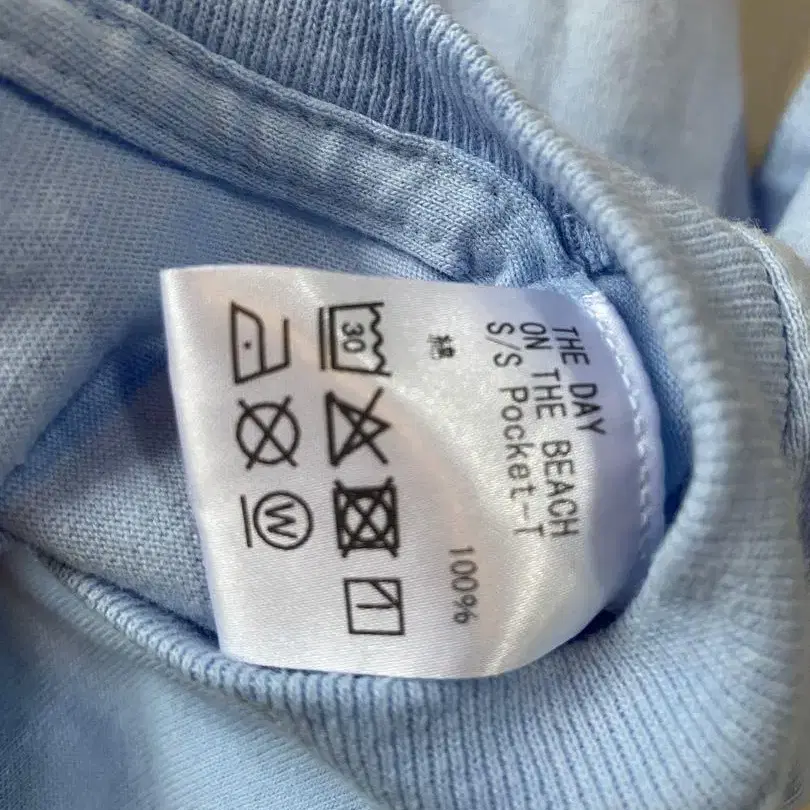 THE DAY
ON THE BEACH
S/S Pocket-T
綿 100%
30
W